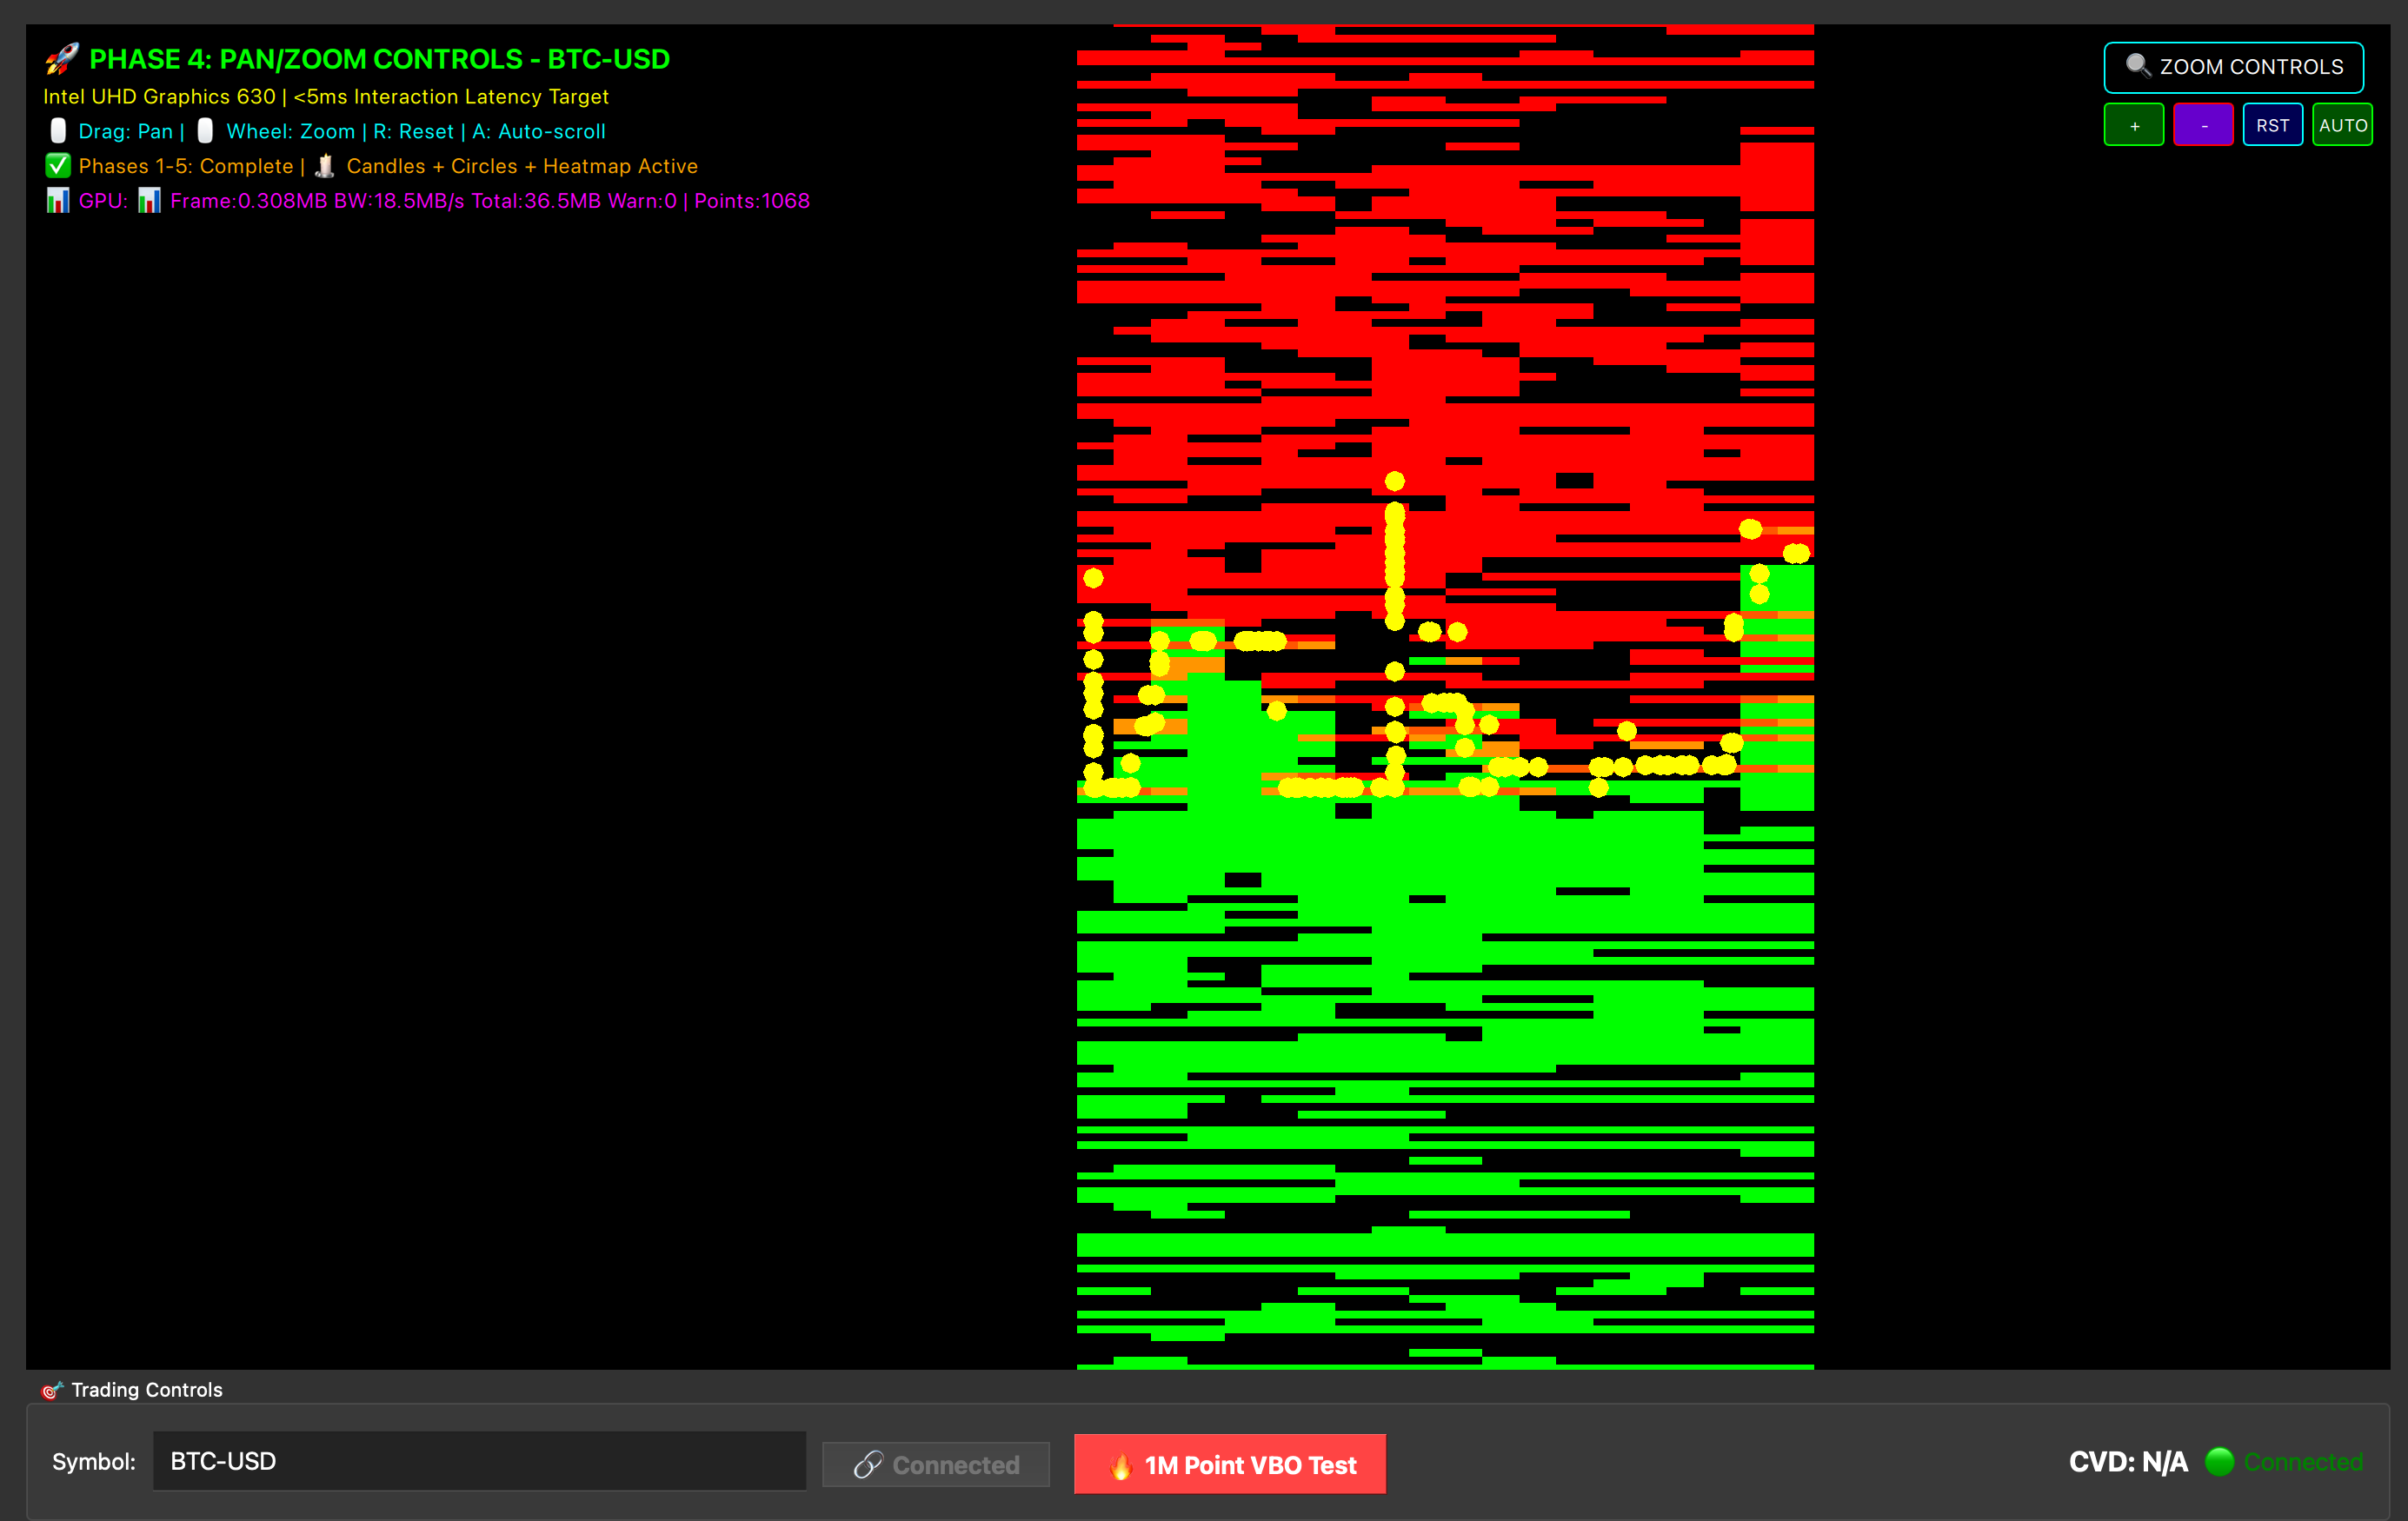 PHASE 4: PAN/ZOOM CONTROLS - BTC-USD
Intel UHD Graphics 630 | <5ms Interaction Latency Target
Drag: Pan | Wheel: Zoom | R: Reset | A: Auto-scroll
Phases 1-5: Complete | Candles + Circles + Heatmap Active
GPU: Frame:0.308MB BW:18.5MB/s Total:36.5MB Warn:0 | Points:1068
ZOOM CONTROLS
+ - RST AUTO
Trading Controls
Symbol: BTC-USD Connected 1M Point VBO Test CVD: N/A Connected